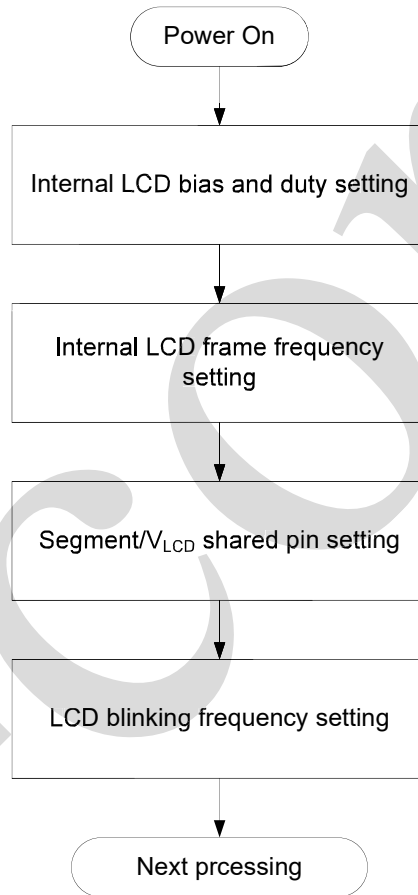 Power On
Internal LCD bias and duty setting
Internal LCD frame frequency
setting
Segment/VLCD shared pin setting
LCD blinking frequency setting
Next prcessing